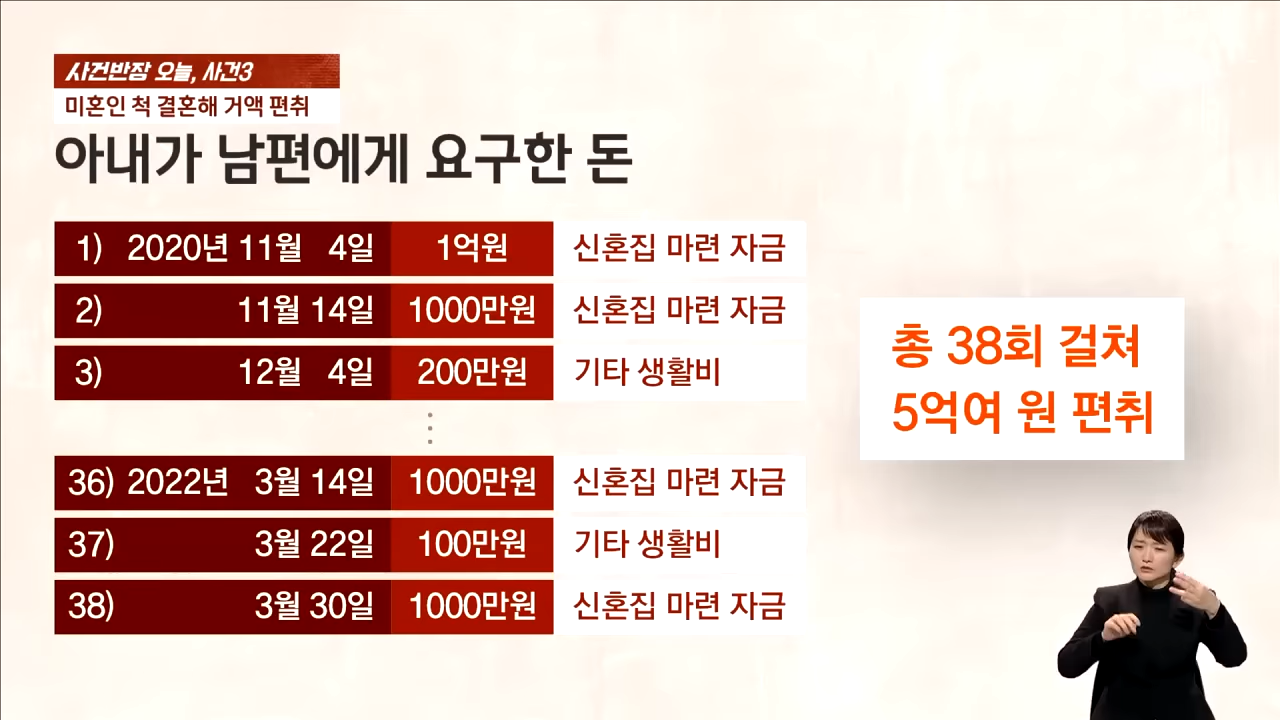 사건반장 오늘, 사건3
미혼인 척 결혼해 거액 편취
아내가 남편에게 요구한 돈
1) 2020년 11월 4일 1억원 신혼집 마련 자금
2) 11월 14일 1000만원 신혼집 마련 자금
3) 12월 4일 200만원 기타 생활비
⋮
36) 2022년 3월 14일 1000만원 신혼집 마련 자금
37) 3월 22일 100만원 기타 생활비
38) 3월 30일 1000만원 신혼집 마련 자금
총 38회 걸쳐
5억여 원 편취